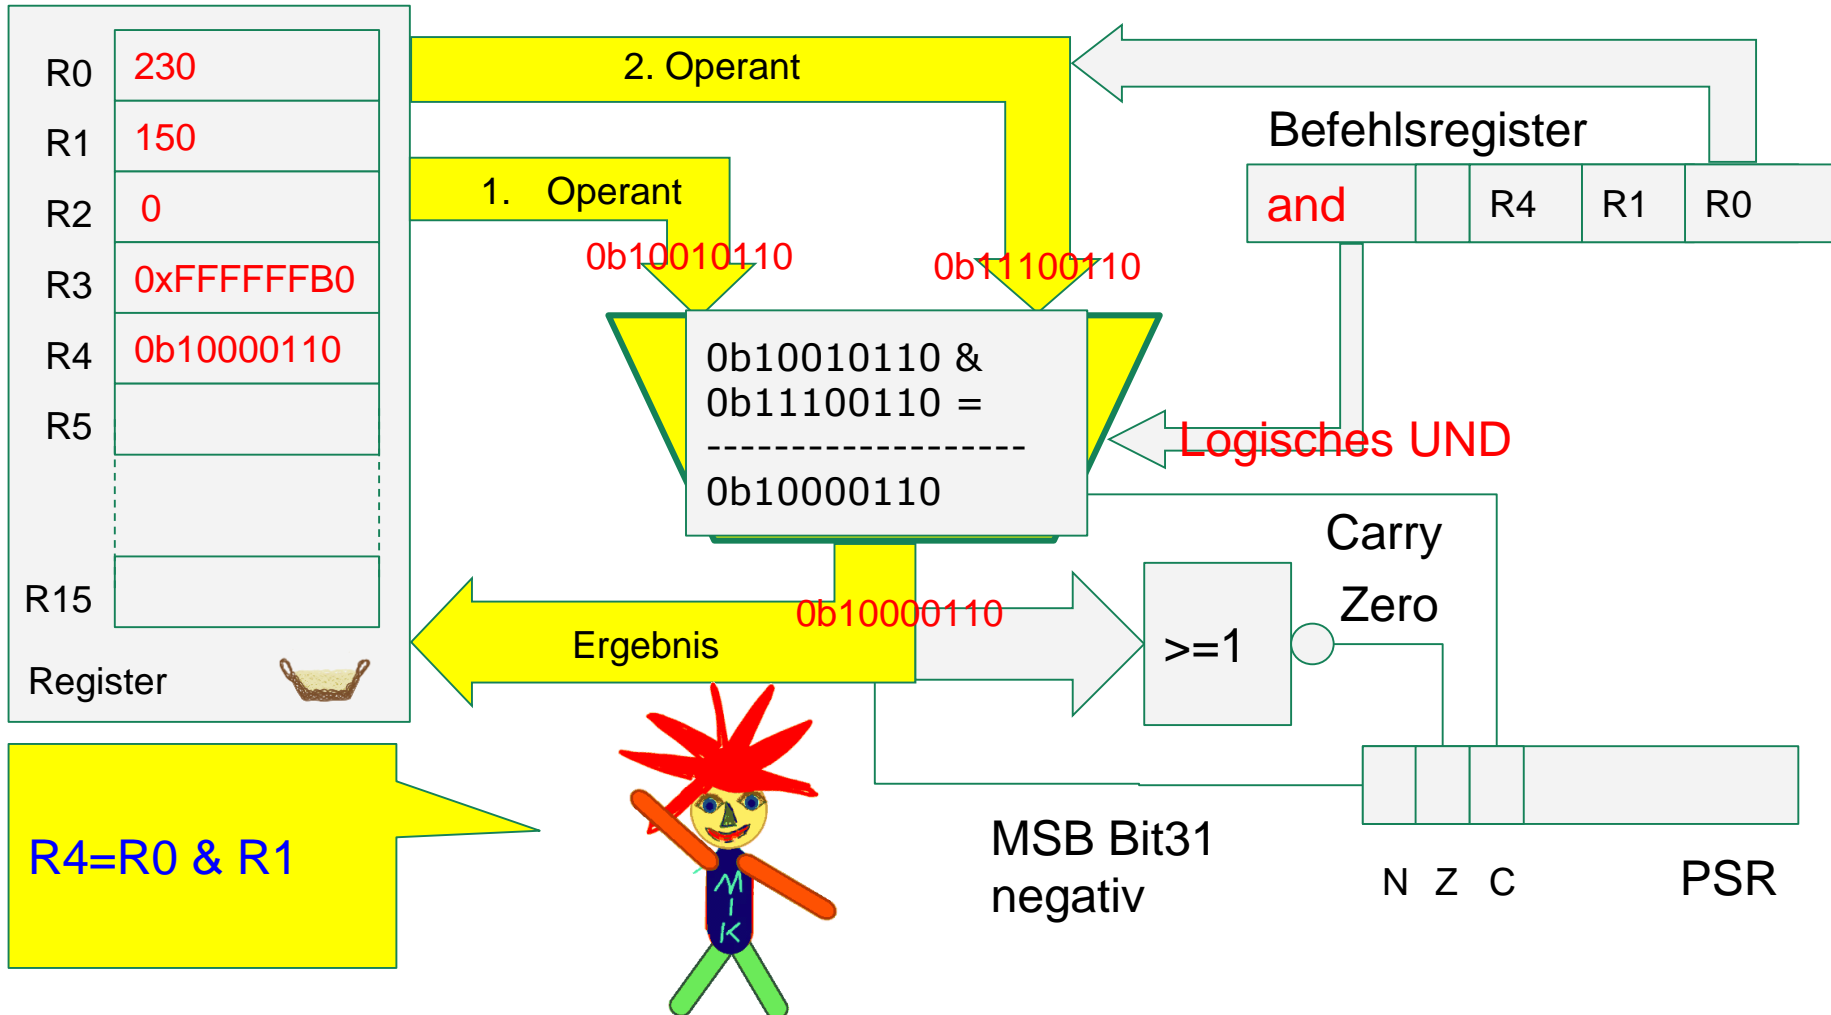 R0 230
R1 150
R2 0
R3 0xFFFFFFB0
R4 0b10000110
R5
R15
Register
2. Operant
1. Operant
0b10010110
0b11100110
Befehlsregister
and R4 R1 R0
0b10010110 &
0b11100110 =
-------------------
0b10000110
Logisches UND
Carry
Zero
0b10000110
Ergebnis
>=1
R4=R0 & R1
M
I
K
MSB Bit31
negativ
N Z C PSR